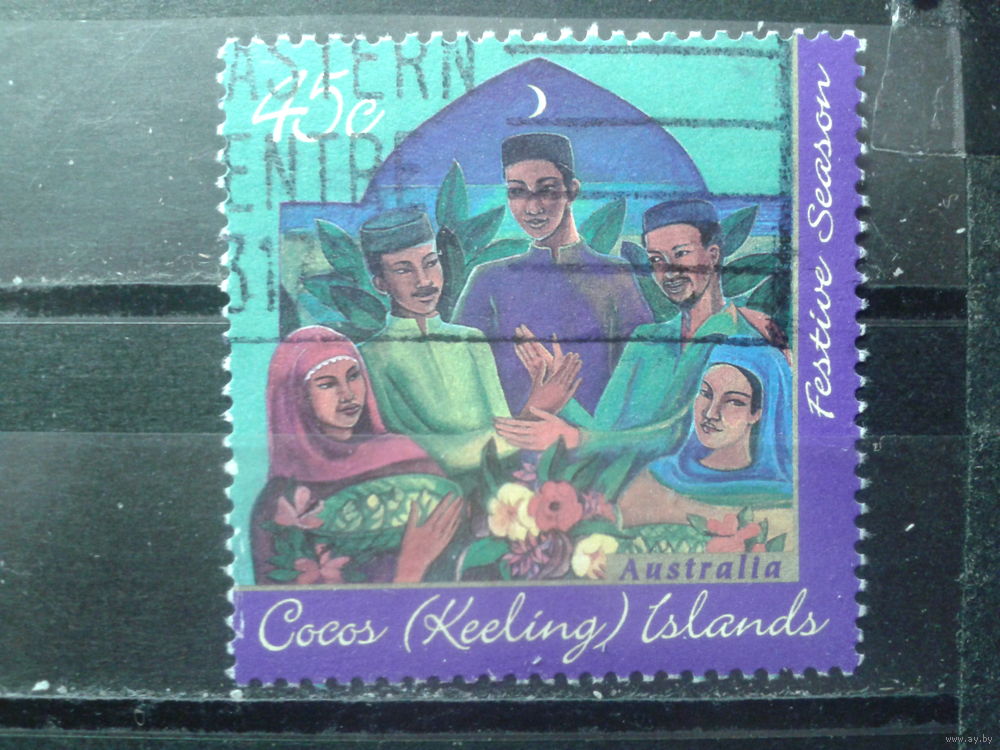 ASTERN
ENTRE
31
45c
Festive Season
Australia
Cocos (Keeling) Islands
www.ay.by